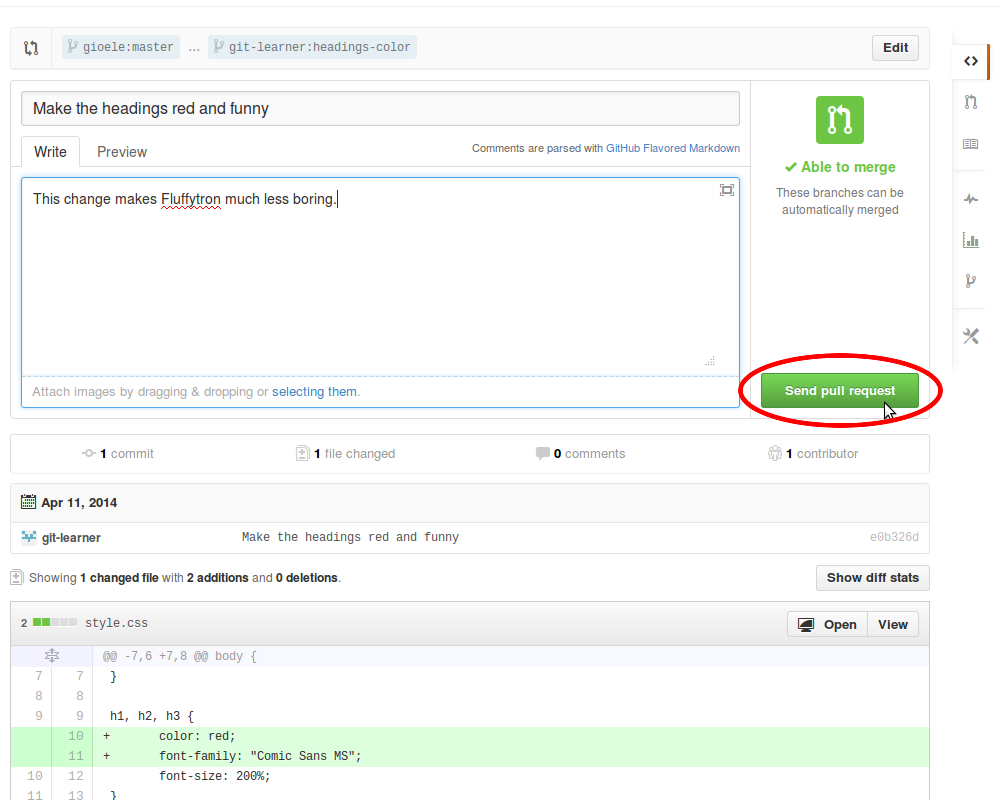 gioele:master ... git-learner:headings-color Edit
Make the headings red and funny
Write Preview Comments are parsed with GitHub Flavored Markdown
This change makes Fluffytron much less boring.
Able to merge
These branches can be
automatically merged
Attach images by dragging & dropping or selecting them.
Send pull request
1 commit 1 file changed 0 comments 1 contributor
Apr 11, 2014
git-learner Make the headings red and funny e0b326d
Showing 1 changed file with 2 additions and 0 deletions. Show diff stats
2 style.css Open View
@@ -7,6 +7,8 @@ body {
7 7 }
8 8
9 9 h1, h2, h3 {
10 + color: red;
11 + font-family: "Comic Sans MS";
10 12 font-size: 200%;
11 13 }